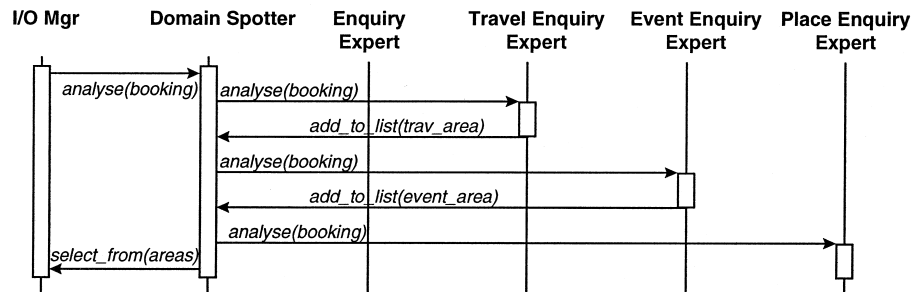 I/O Mgr Domain Spotter Enquiry Expert Travel Enquiry Expert Event Enquiry Expert Place Enquiry Expert
analyse(booking)
analyse(booking)
add_to_list(trav_area)
analyse(booking)
add_to_list(event_area)
analyse(booking)
select_from(areas)